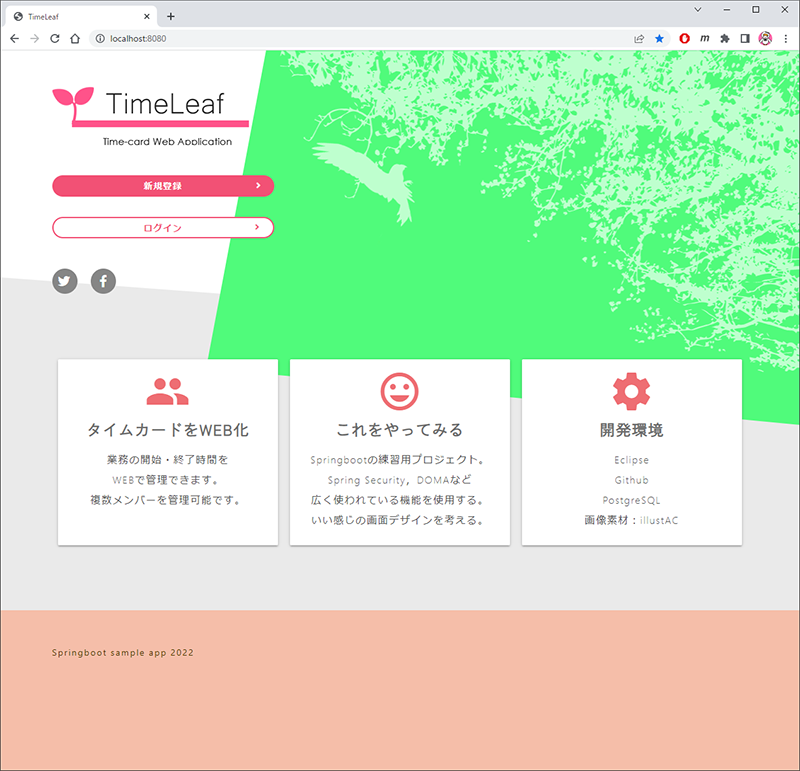 TimeLeaf
localhost:8080
m
TimeLeaf
Time-card Web Application
新規登録
ログイン
タイムカードをWEB化
業務の開始・終了時間を
WEBで管理できます。
複数メンバーを管理可能です。
これをやってみる
Springbootの練習用プロジェクト。
Spring Security，DOMAなど
広く使われている機能を使用する。
いい感じの画面デザインを考える。
開発環境
Eclipse
Github
PostgreSQL
画像素材：illustAC
Springboot sample app 2022